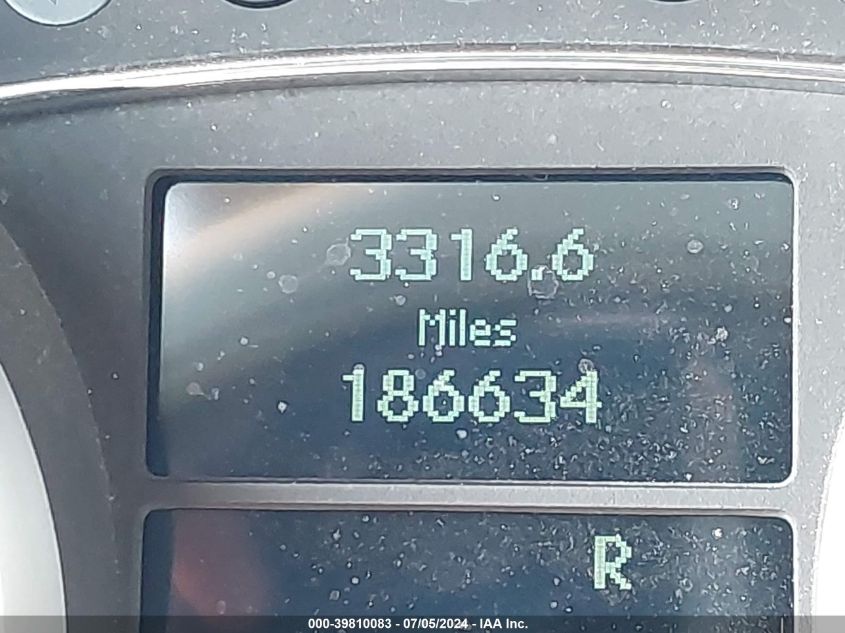 3316.6
Miles
186634
R
000-39810083 - 07/05/2024 - IAA Inc.